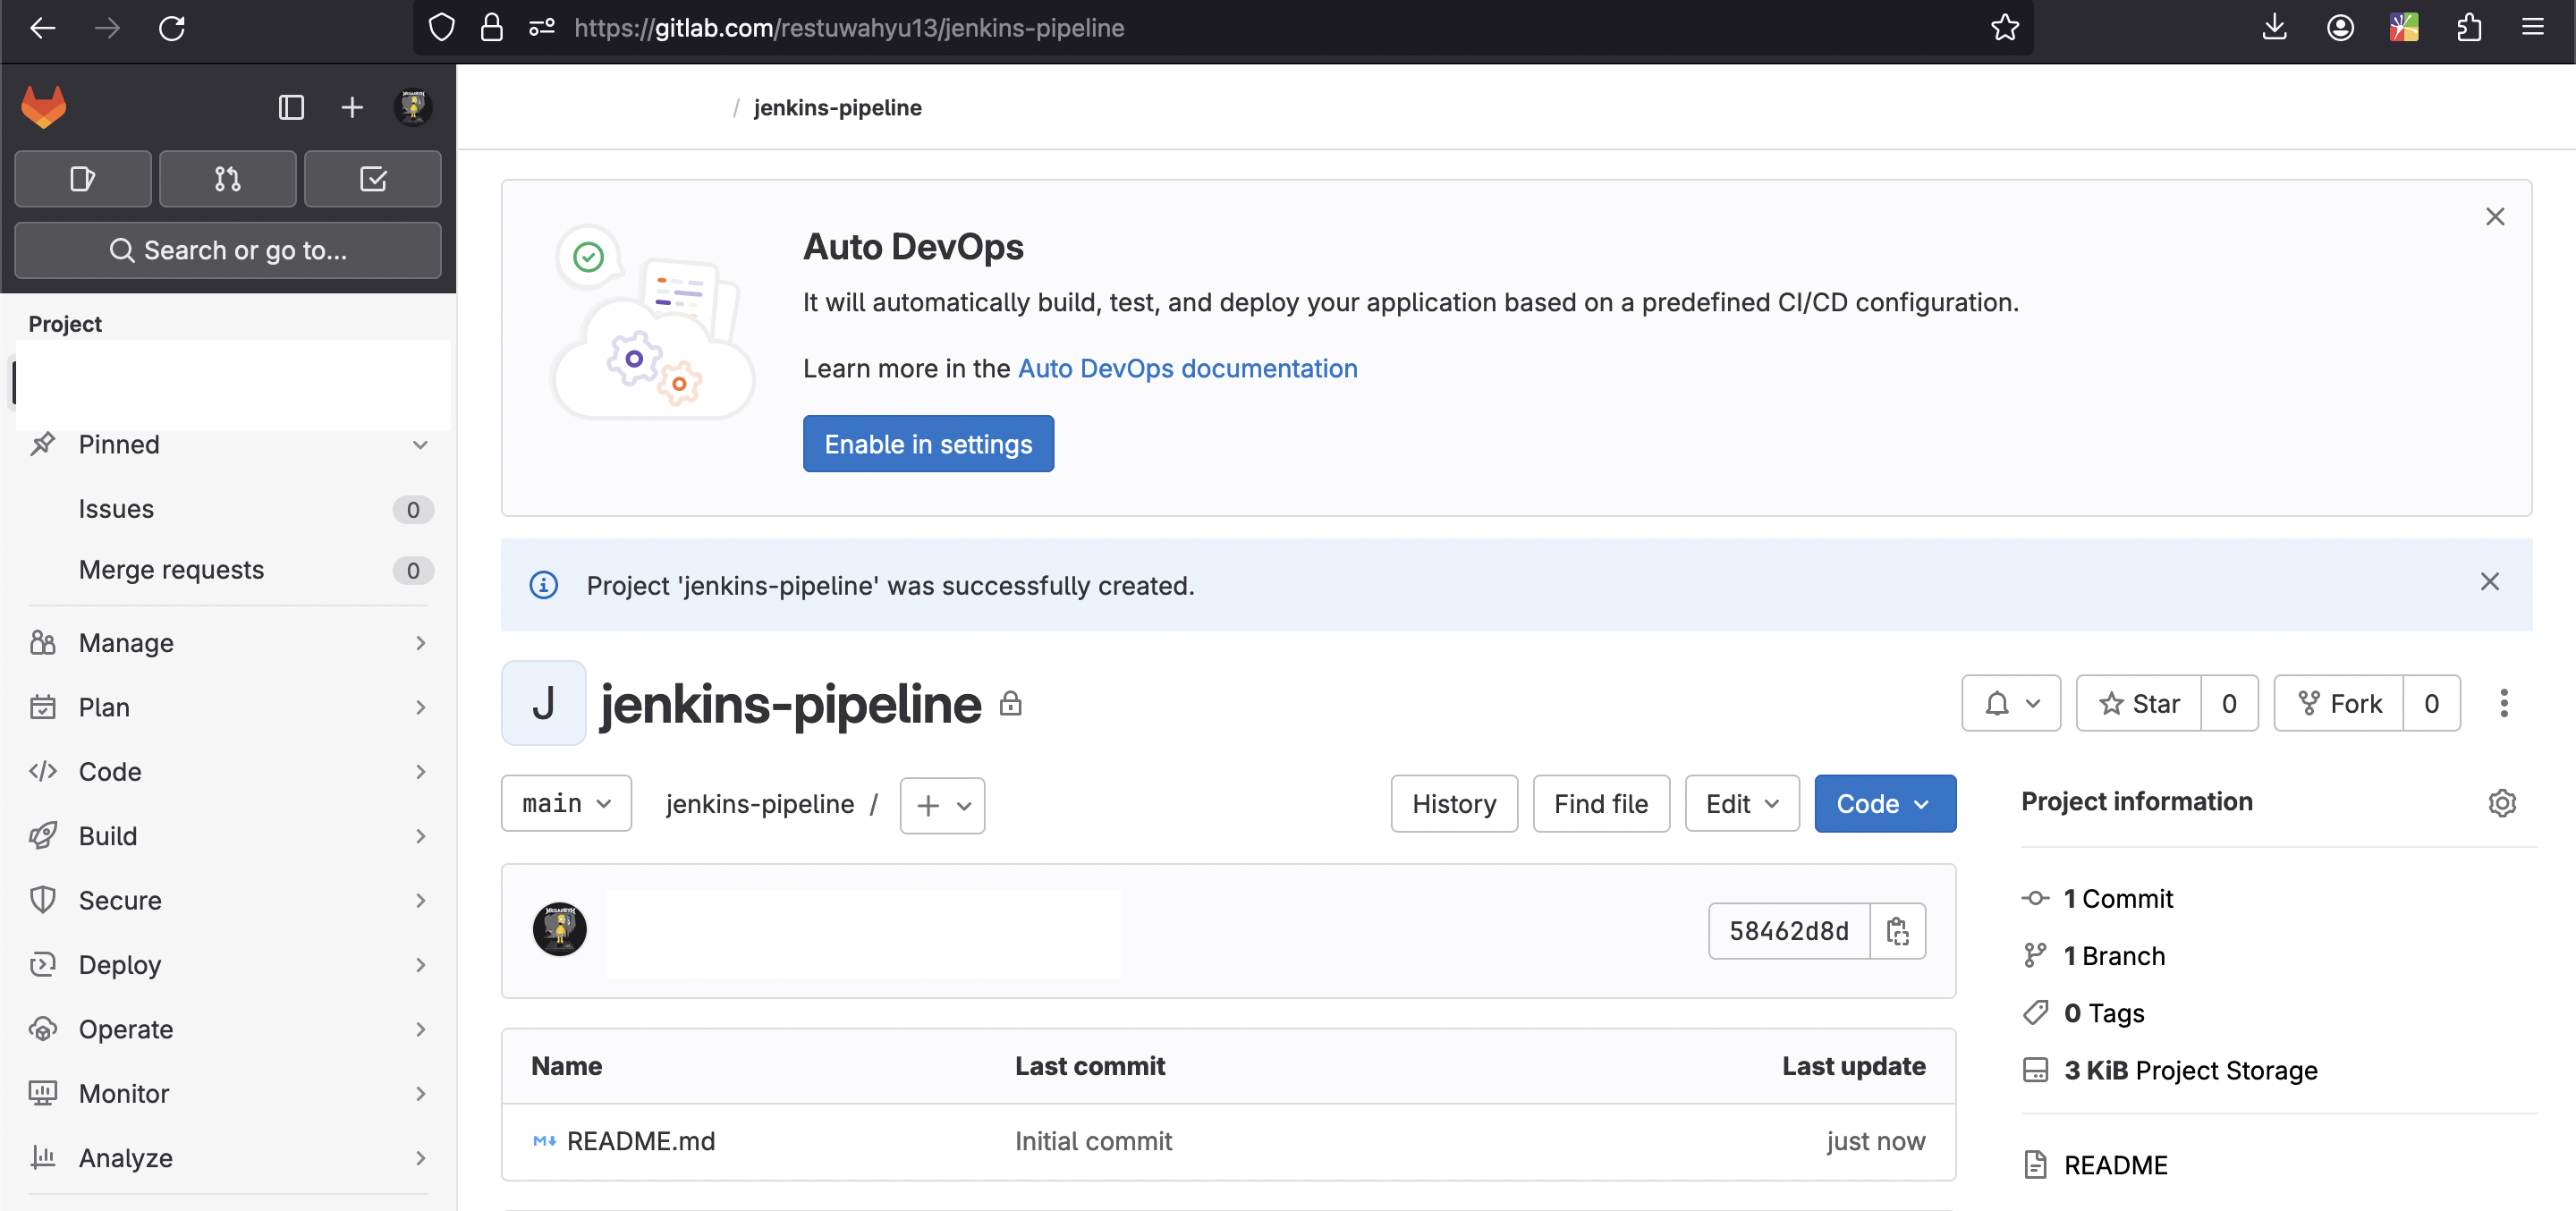 https://gitlab.com/restuwahyu13/jenkins-pipeline
/ jenkins-pipeline
Search or go to...
Project
Pinned
Issues 0
Merge requests 0
Manage
Plan
Code
Build
Secure
Deploy
Operate
Monitor
Analyze
Auto DevOps
It will automatically build, test, and deploy your application based on a predefined CI/CD configuration.
Learn more in the Auto DevOps documentation
Enable in settings
Project 'jenkins-pipeline' was successfully created.
J jenkins-pipeline
Star 0 Fork 0
main jenkins-pipeline / + History Find file Edit Code
58462d8d
Name Last commit Last update
README.md Initial commit just now
Project information
1 Commit
1 Branch
0 Tags
3 KiB Project Storage
README